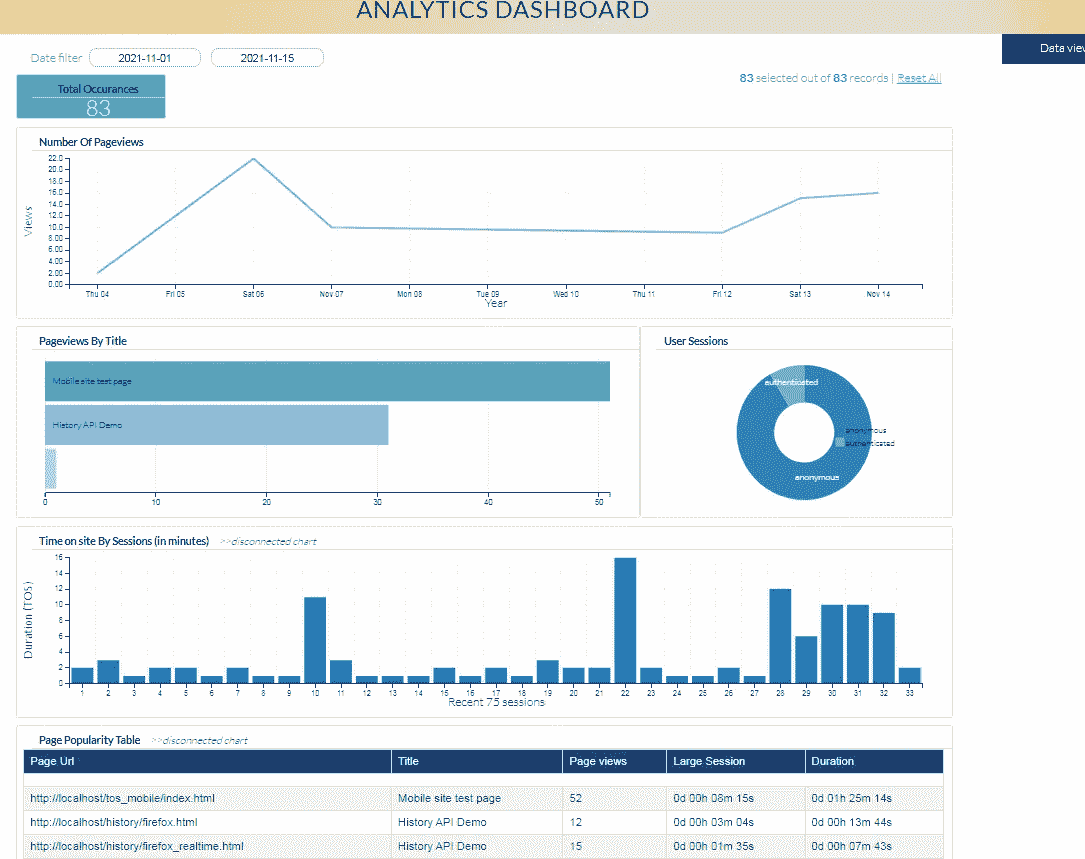 ANALYTICS DASHBOARD
Data view
Date filter 2021-11-01 2021-11-15
83 selected out of 83 records | Reset All
Total Occurances
83
Number Of Pageviews
Views
22.0
20.0
18.0
16.0
14.0
12.0
10.0
8.00
6.00
4.00
2.00
0.00
Thu 04 Fri 05 Sat 06 Nov 07 Mon 08 Tue 09 Wed 10 Thu 11 Fri 12 Sat 13 Nov 14
Year
Pageviews By Title
Mobile site test page
History API Demo
0 10 20 30 40 50
User Sessions
authenticated
anonymous
authenticated
anonymous
Time on site By Sessions (in minutes) >>disconnected chart
Duration (TOS)
16
14
12
10
8
6
4
2
0
1 2 3 4 5 6 7 8 9 10 11 12 13 14 15 16 17 18 19 20 21 22 23 24 25 26 27 28 29 30 31 32 33
Recent 75 sessions
Page Popularity Table >>disconnected chart
Page Url Title Page views Large Session Duration
http://localhost/tos_mobile/index.html Mobile site test page 52 0d 00h 06m 15s 0d 01h 25m 14s
http://localhost/history/firefox.html History API Demo 12 0d 00h 03m 04s 0d 00h 13m 44s
http://localhost/history/firefox_realtime.html History API Demo 15 0d 00h 01m 35s 0d 00h 07m 43s